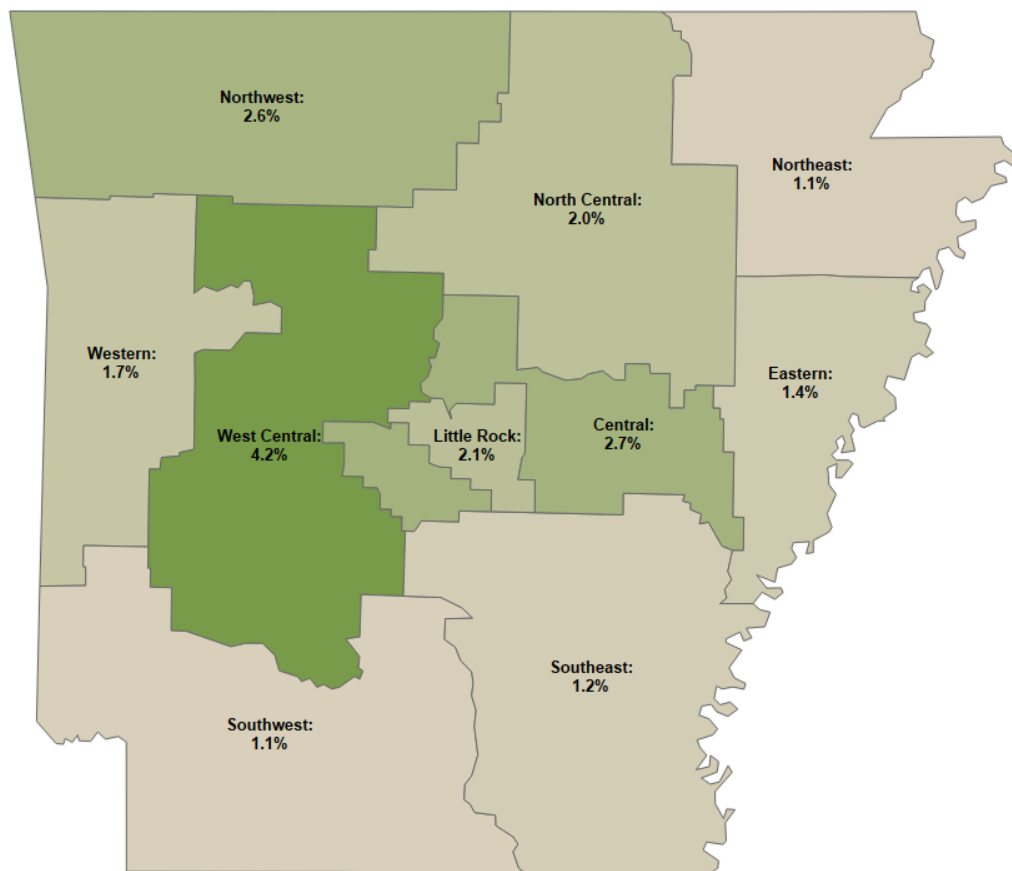 Northwest:
2.6%
Northeast:
1.1%
North Central:
2.0%
Western:
1.7%
Eastern:
1.4%
West Central:
4.2%
Little Rock:
2.1%
Central:
2.7%
Southeast:
1.2%
Southwest:
1.1%